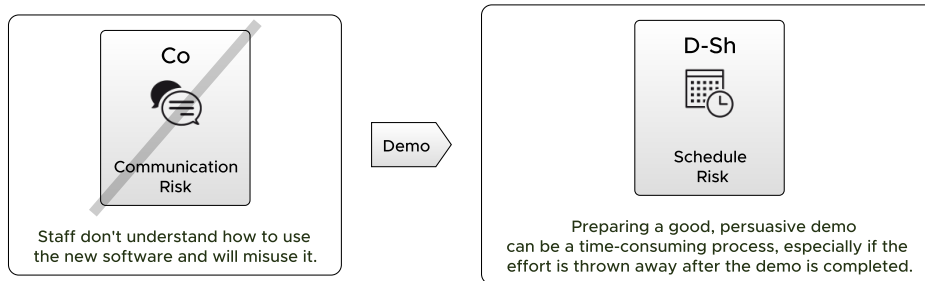 Co
Communication
Risk
Staff don't understand how to use
the new software and will misuse it.
Demo
D-Sh
Schedule
Risk
Preparing a good, persuasive demo
can be a time-consuming process, especially if the
effort is thrown away after the demo is completed.